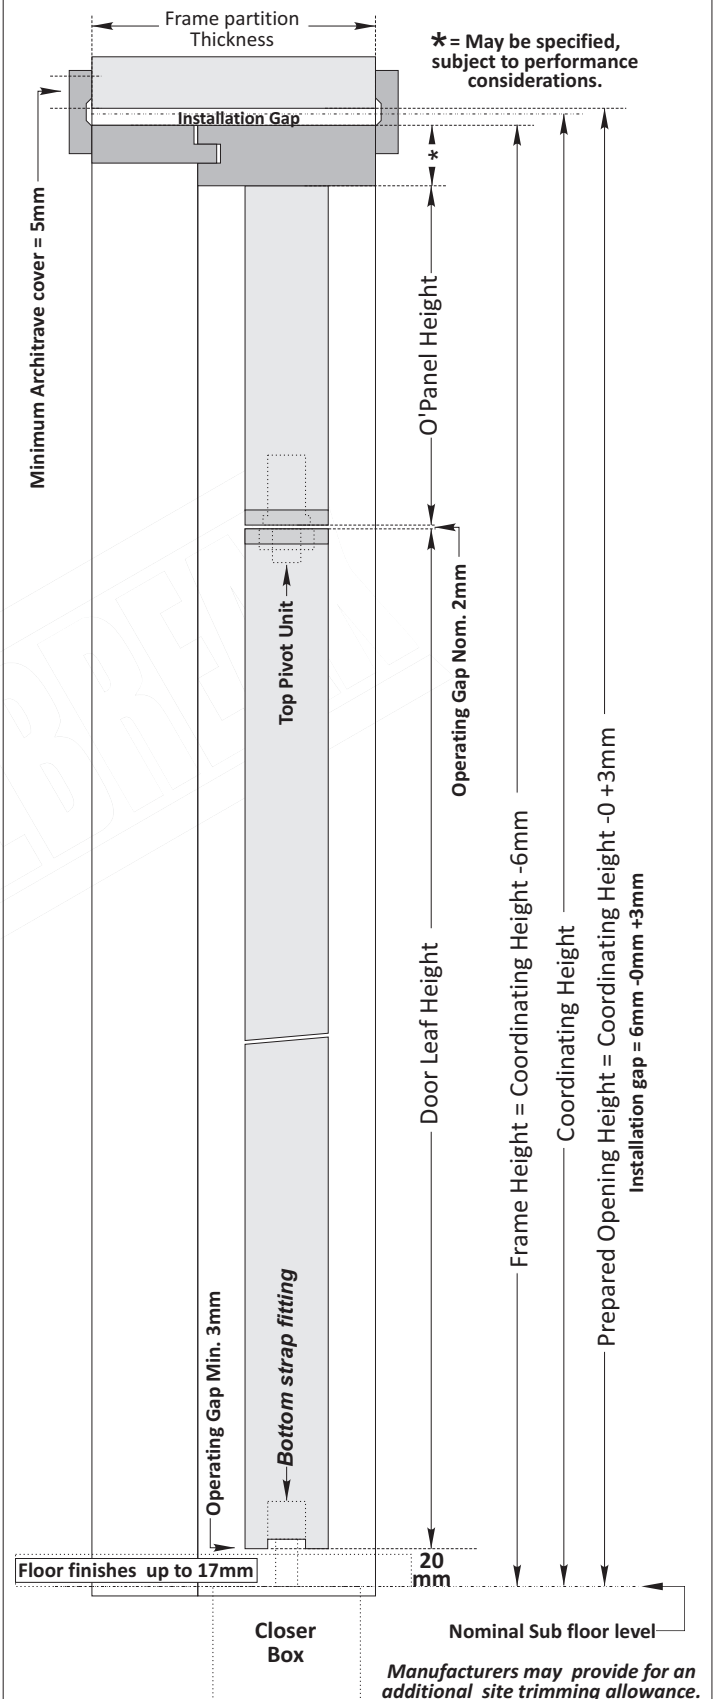 Frame partition
Thickness
* = May be specified,
subject to performance
considerations.
Installation Gap
*
Minimum Architrave cover = 5mm
O'Panel Height
Top Pivot Unit
Operating Gap Nom. 2mm
Door Leaf Height
Frame Height = Coordinating Height -6mm
Coordinating Height
Prepared Opening Height = Coordinating Height -0 +3mm
Installation gap = 6mm -0mm +3mm
Operating Gap Min. 3mm
Bottom strap fitting
Floor finishes up to 17mm
20
mm
Closer
Box
Nominal Sub floor level
Manufacturers may provide for an
additional site trimming allowance.